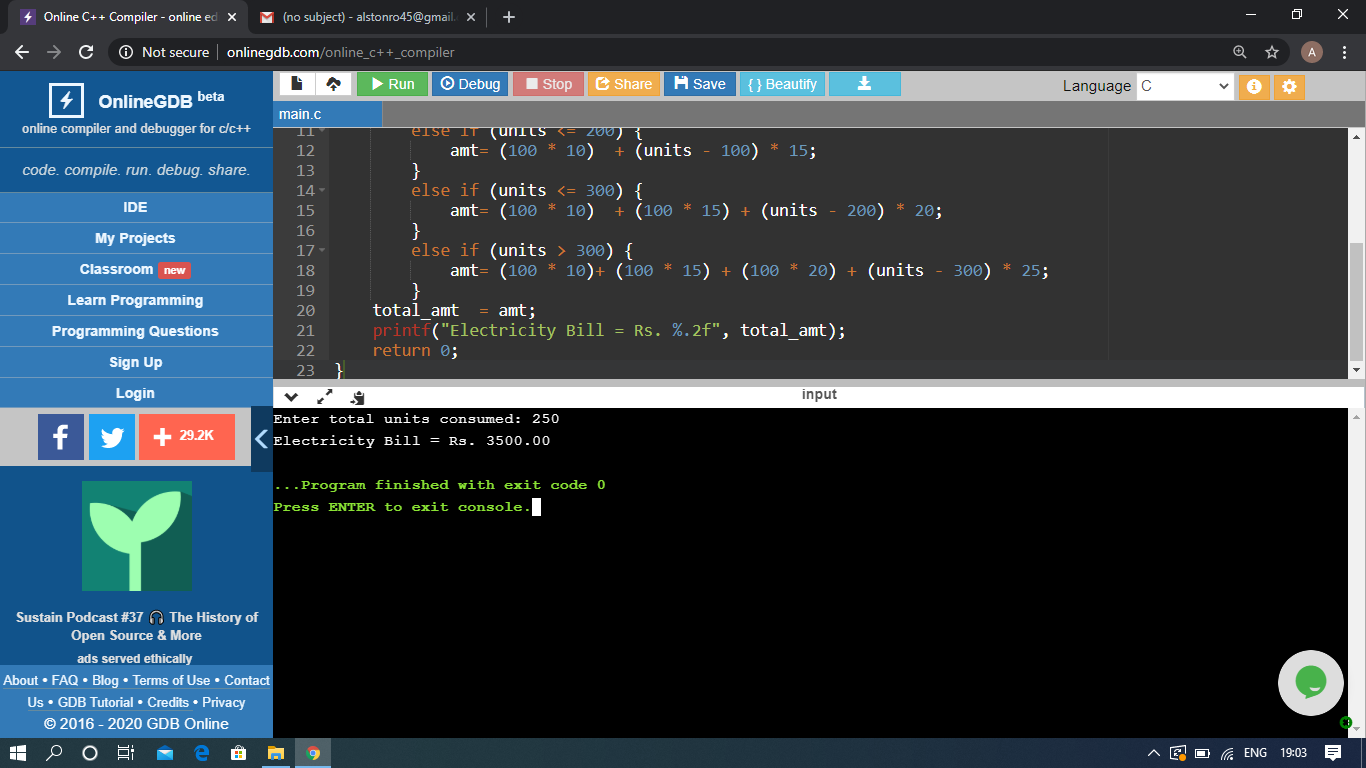 Online C++ Compiler - online ed
(no subject) - alstonro45@gmail.
Not secure | onlinegdb.com/online_c++_compiler
A
OnlineGDB beta
online compiler and debugger for c/c++
code. compile. run. debug. share.
IDE
My Projects
Classroom new
Learn Programming
Programming Questions
Sign Up
Login
29.2K
Sustain Podcast #37 🎧 The History of
Open Source & More
ads served ethically
About • FAQ • Blog • Terms of Use • Contact
Us • GDB Tutorial • Credits • Privacy
© 2016 - 2020 GDB Online
Run Debug Stop Share Save { } Beautify
Language C
main.c
11 else if (units <= 200) {
12 amt= (100 * 10)  + (units - 100) * 15;
13 }
14 else if (units <= 300) {
15 amt= (100 * 10)  + (100 * 15) + (units - 200) * 20;
16 }
17 else if (units > 300) {
18 amt= (100 * 10)+ (100 * 15) + (100 * 20) + (units - 300) * 25;
19 }
20 total_amt  = amt;
21 printf("Electricity Bill = Rs. %.2f", total_amt);
22 return 0;
23 }
input
Enter total units consumed: 250
Electricity Bill = Rs. 3500.00
...Program finished with exit code 0
Press ENTER to exit console.
ENG 19:03